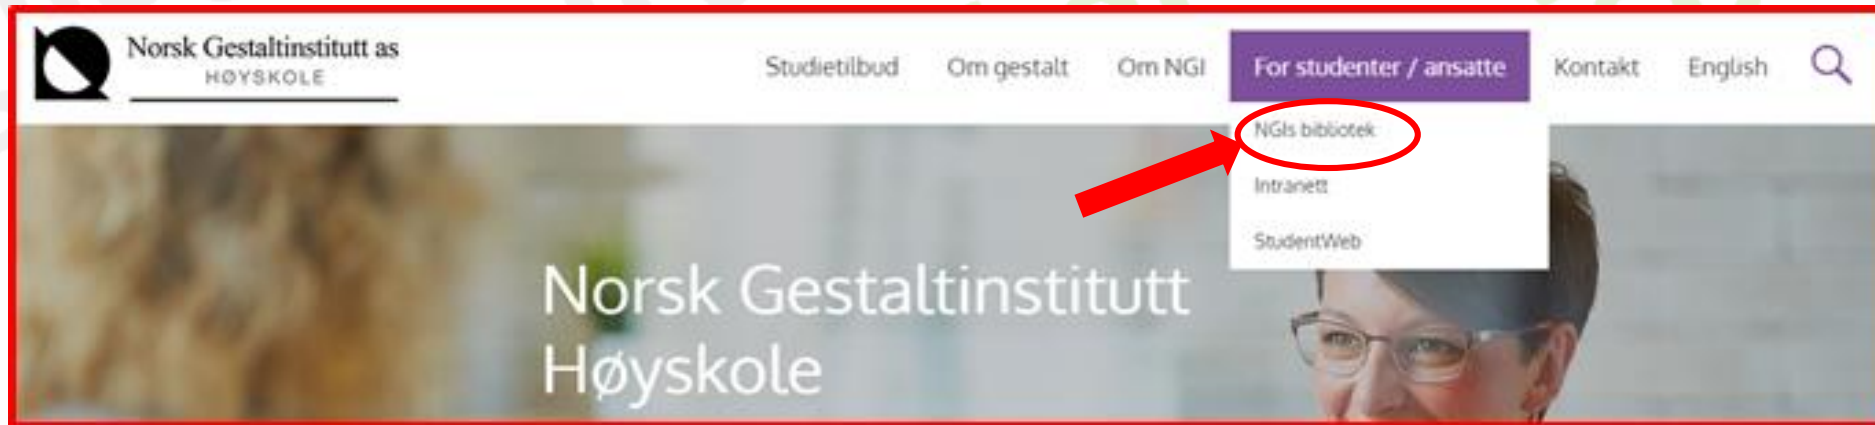 Norsk Gestaltinstitutt as
HØYSKOLE
Studietilbud Om gestalt Om NGI For studenter / ansatte Kontakt English
NGIs bibliotek
Intranett
StudentWeb
Norsk Gestaltinstitutt
Høyskole